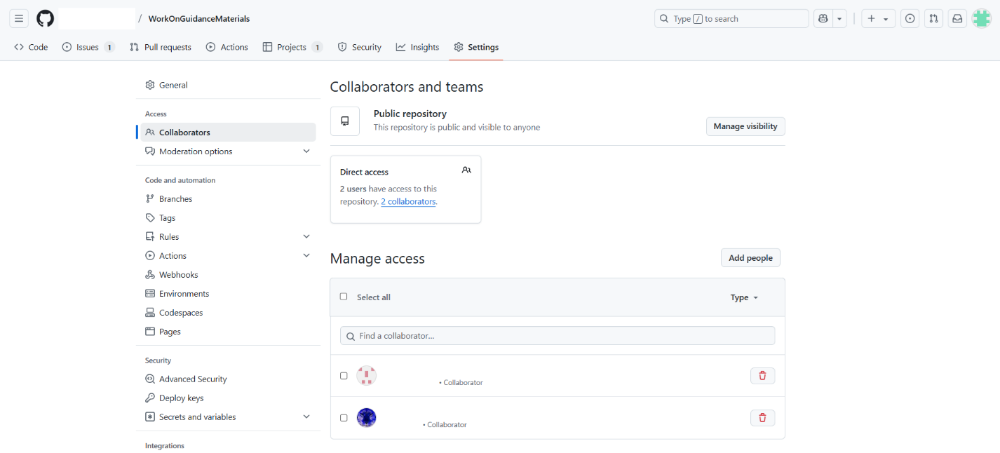 / WorkOnGuidanceMaterials
Type / to search
Code Issues 1 Pull requests Actions Projects 1 Security Insights Settings
General
Access
Collaborators
Moderation options
Code and automation
Branches
Tags
Rules
Actions
Webhooks
Environments
Codespaces
Pages
Security
Advanced Security
Deploy keys
Secrets and variables
Integrations
Collaborators and teams
Public repository
This repository is public and visible to anyone
Manage visibility
Direct access
2 users have access to this
repository. 2 collaborators.
Manage access
Add people
Select all
Type
Find a collaborator...
• Collaborator
• Collaborator